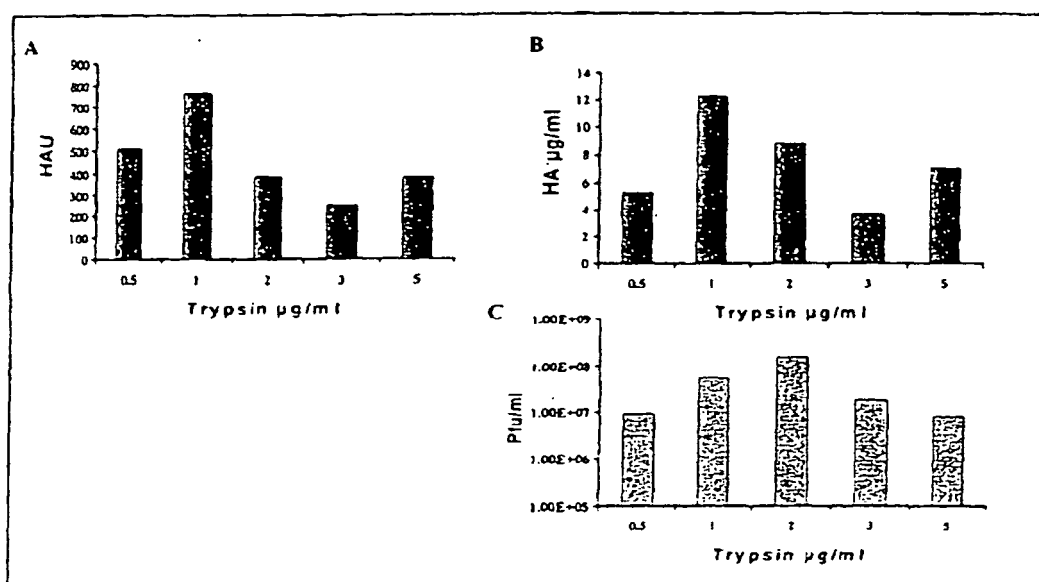 A
HAU
900
800
700
600
500
400
300
200
100
0
0.5 1 2 3 5
Trypsin µg/ml
B
HA µg/ml
14
12
10
8
6
4
2
0
0.5 1 2 3 5
Trypsin µg/ml
C
Pfu/ml
1.00E+09
1.00E+08
1.00E+07
1.00E+06
1.00E+05
0.5 1 2 3 5
Trypsin µg/ml